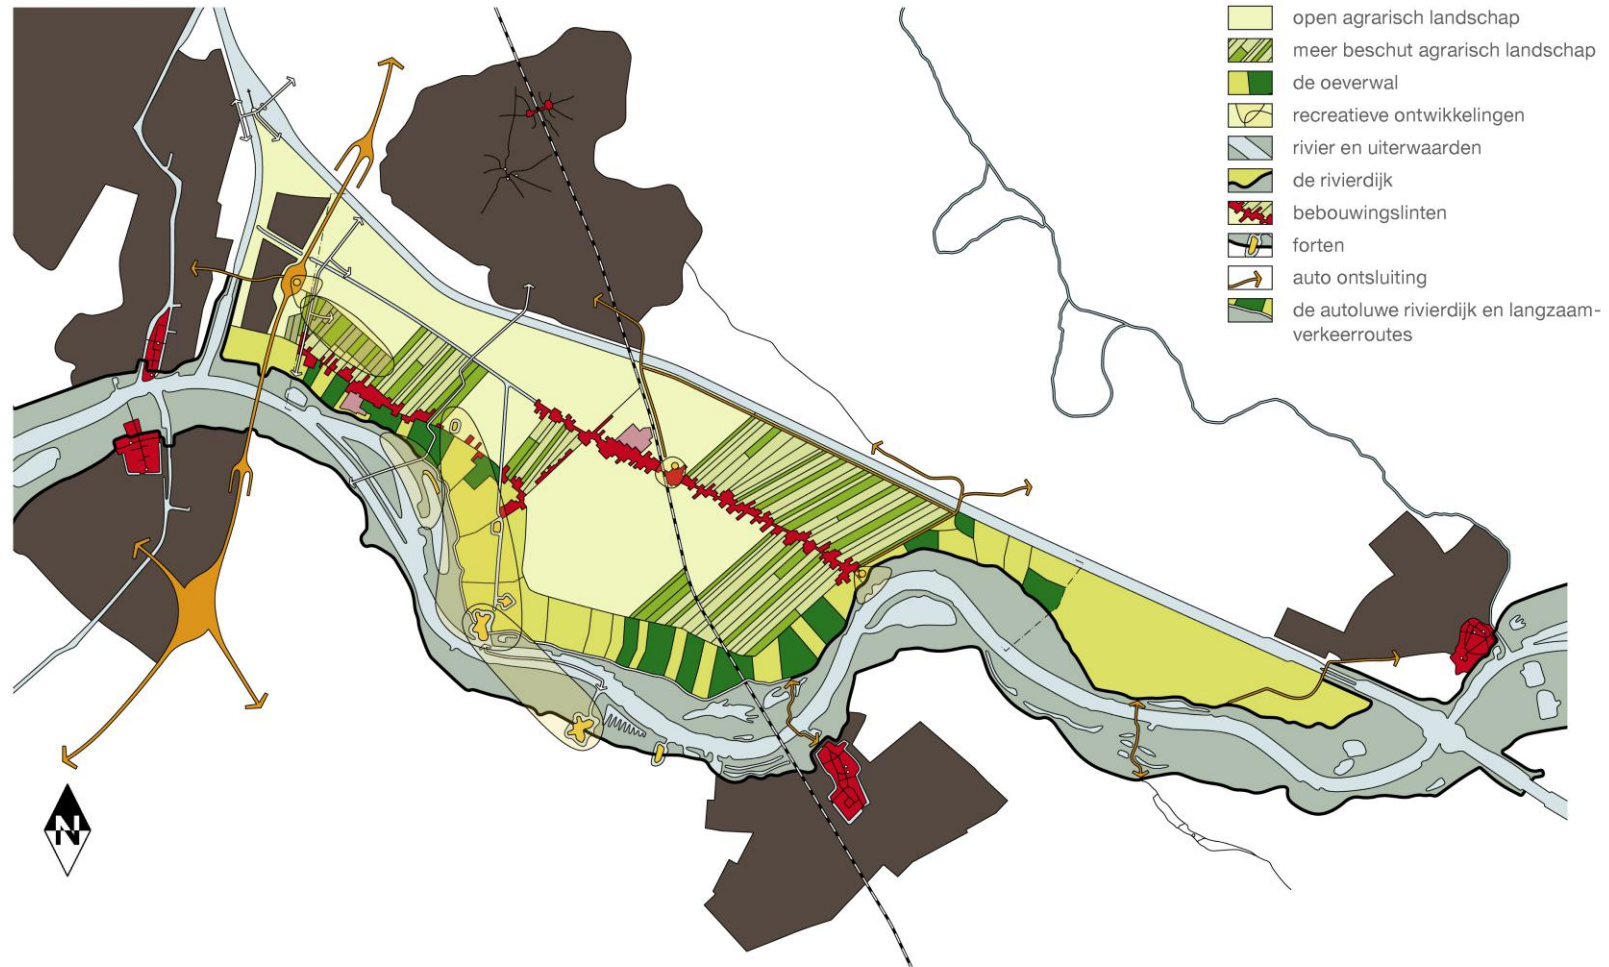 open agrarisch landschap
meer beschut agrarisch landschap
de oeverwal
recreatieve ontwikkelingen
rivier en uiterwaarden
de rivierdijk
bebouwingslinten
forten
auto ontsluiting
de autoluwe rivierdijk en langzaam-
verkeerroutes
N